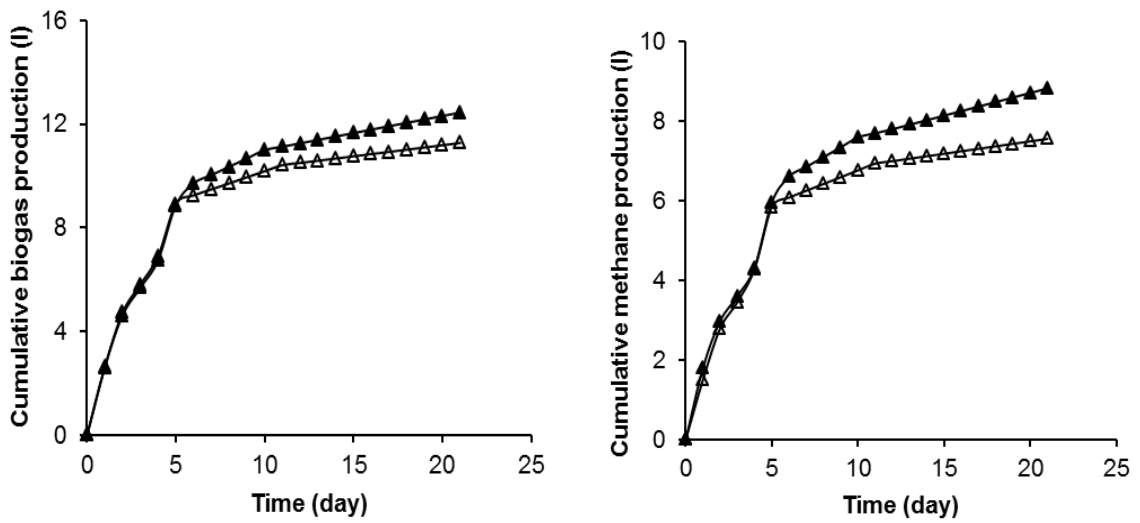 Cumulative biogas production (l)
16
12
8
4
0
0 5 10 15 20 25
Time (day)
Cumulative methane production (l)
10
8
6
4
2
0
0 5 10 15 20 25
Time (day)